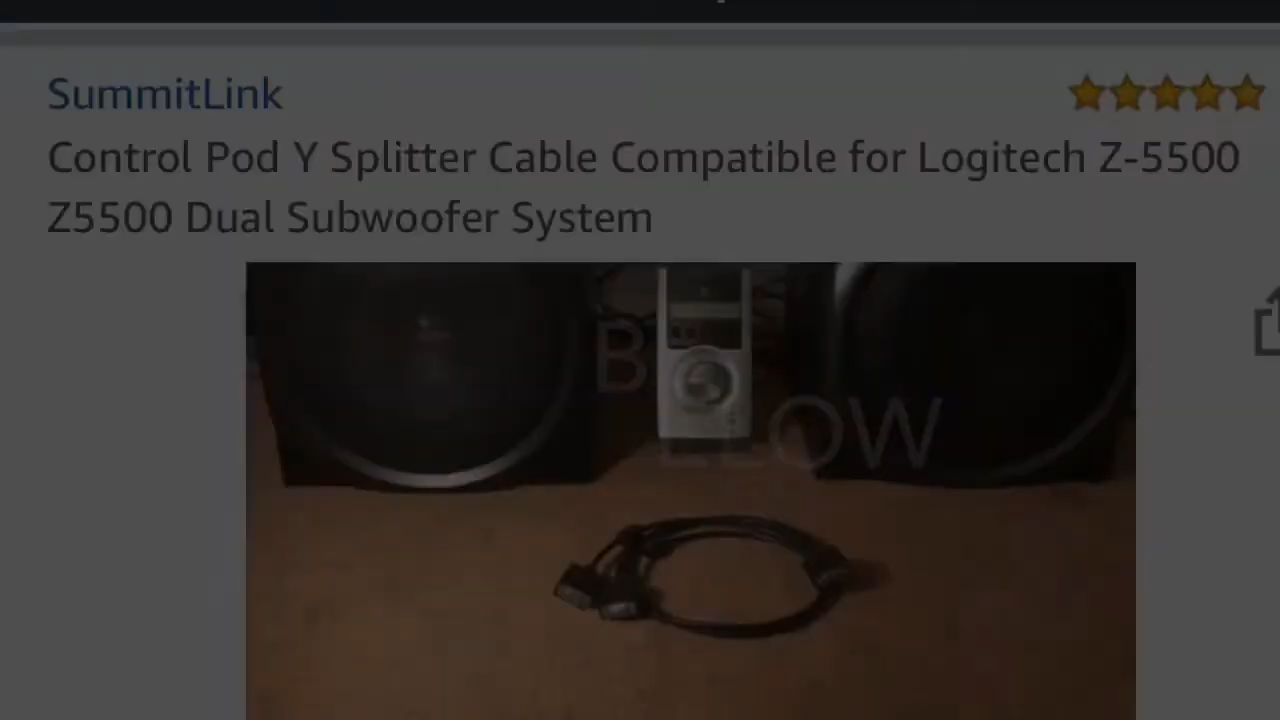 SummitLink
Control Pod Y Splitter Cable Compatible for Logitech Z-5500
Z5500 Dual Subwoofer System